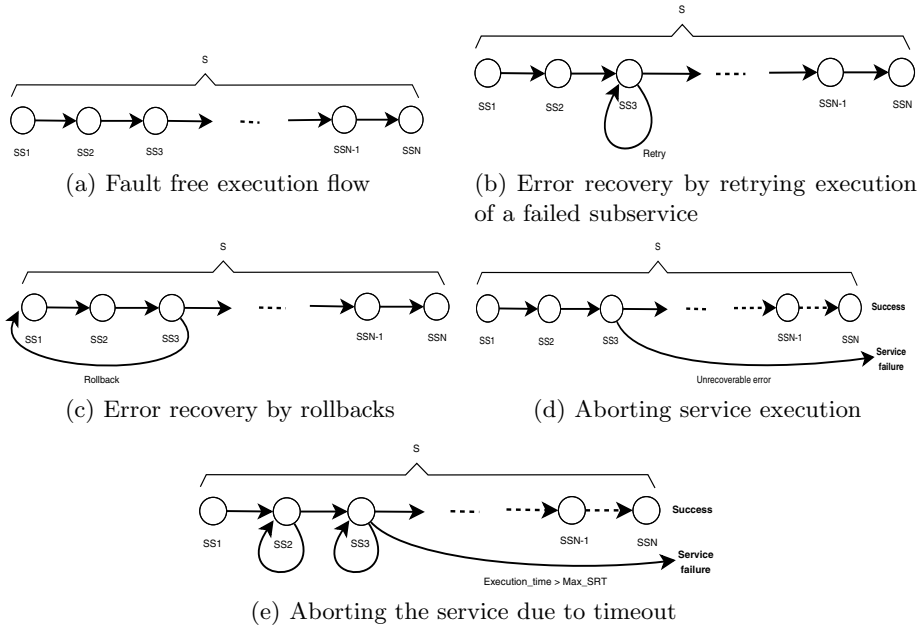 S
SS1 SS2 SS3 SSN-1 SSN
(a) Fault free execution flow
S
SS1 SS2 SS3 SSN-1 SSN
Retry
(b) Error recovery by retrying execution
of a failed subservice
S
SS1 SS2 SS3 SSN-1 SSN
Rollback
(c) Error recovery by rollbacks
S
Success
SS1 SS2 SS3 SSN-1 SSN
Service
failure
Unrecoverable error
(d) Aborting service execution
S
Success
SS1 SS2 SS3 SSN-1 SSN
Service
failure
Execution_time > Max_SRT
(e) Aborting the service due to timeout